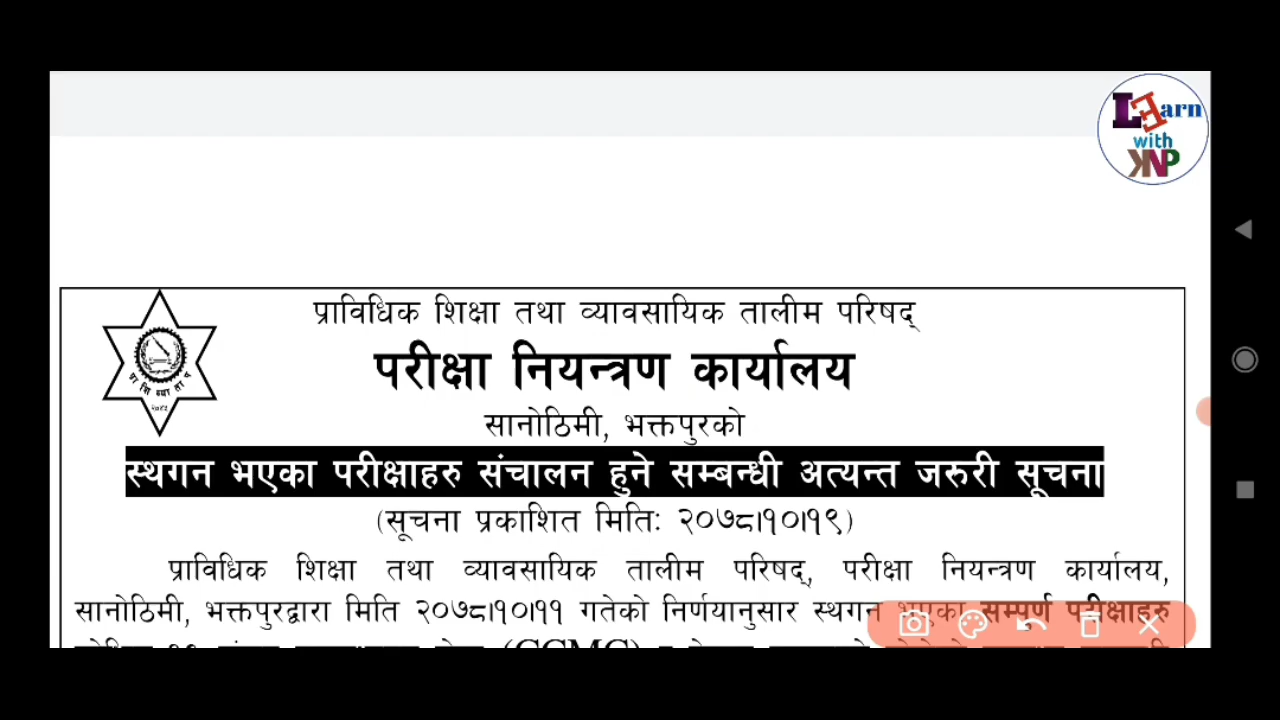 LEarn
with
KNP
प्राविधिक शिक्षा तथा व्यावसायिक तालीम परिषद्
परीक्षा नियन्त्रण कार्यालय
सानोठिमी, भक्तपुरको
स्थगन भएका परीक्षाहरु संचालन हुने सम्बन्धी अत्यन्त जरुरी सूचना
(सूचना प्रकाशित मितिः २०७८।१०।१९)
प्राविधिक शिक्षा तथा व्यावसायिक तालीम परिषद्, परीक्षा नियन्त्रण कार्यालय,
सानोठिमी, भक्तपुरद्वारा मिति २०७८।१०।११ गतेको निर्णयानुसार स्थगन भएका सम्पुर्ण परीक्षाहरु
(CCMC)